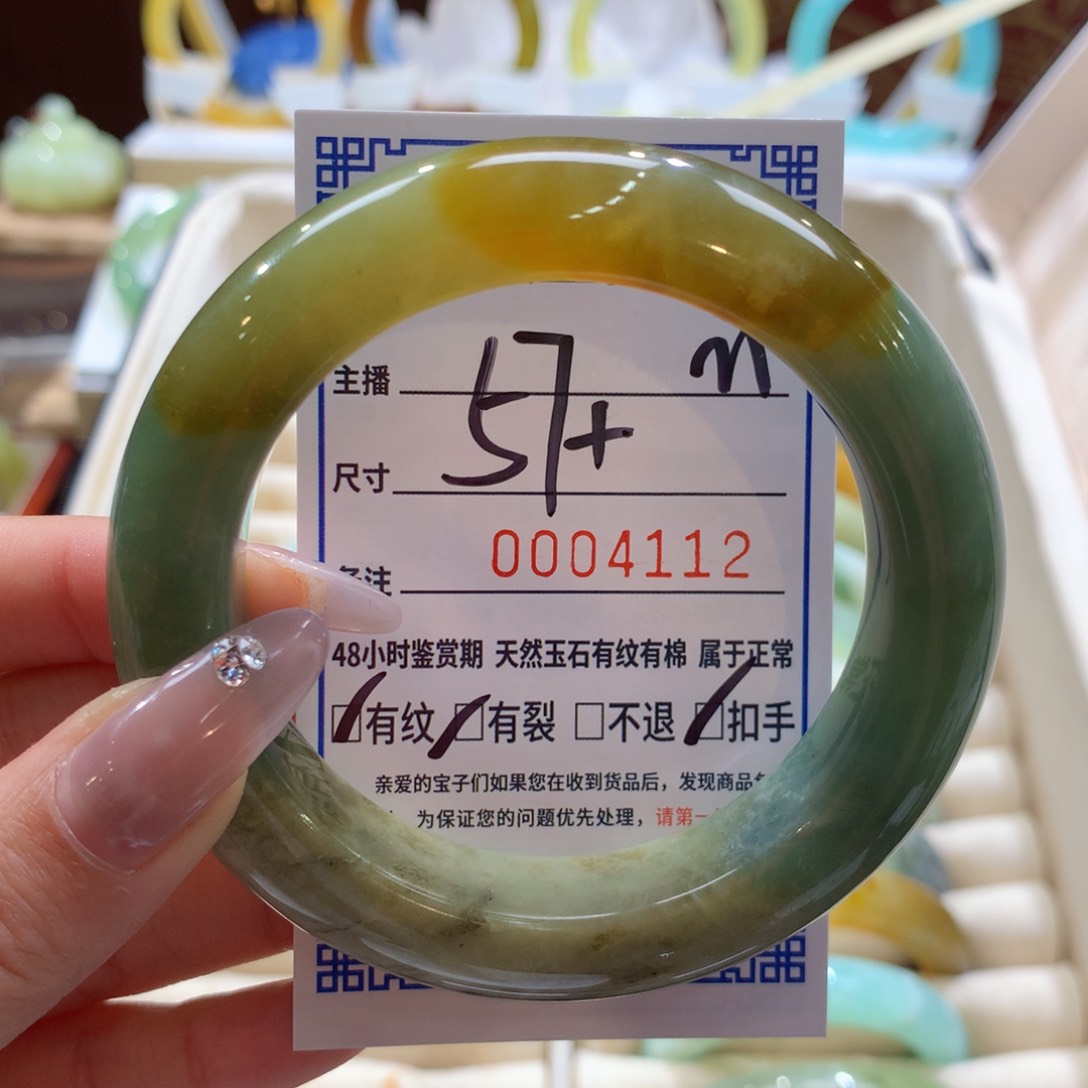 主播 n
尺寸 57+
备注 0004112
48小时鉴赏期 天然玉石有纹有棉 属于正常
☑有纹 ☑有裂 □不退 ☑扣手
亲爱的宝子们如果您在收到货品后，发现商品
为保证您的问题优先处理，请第一